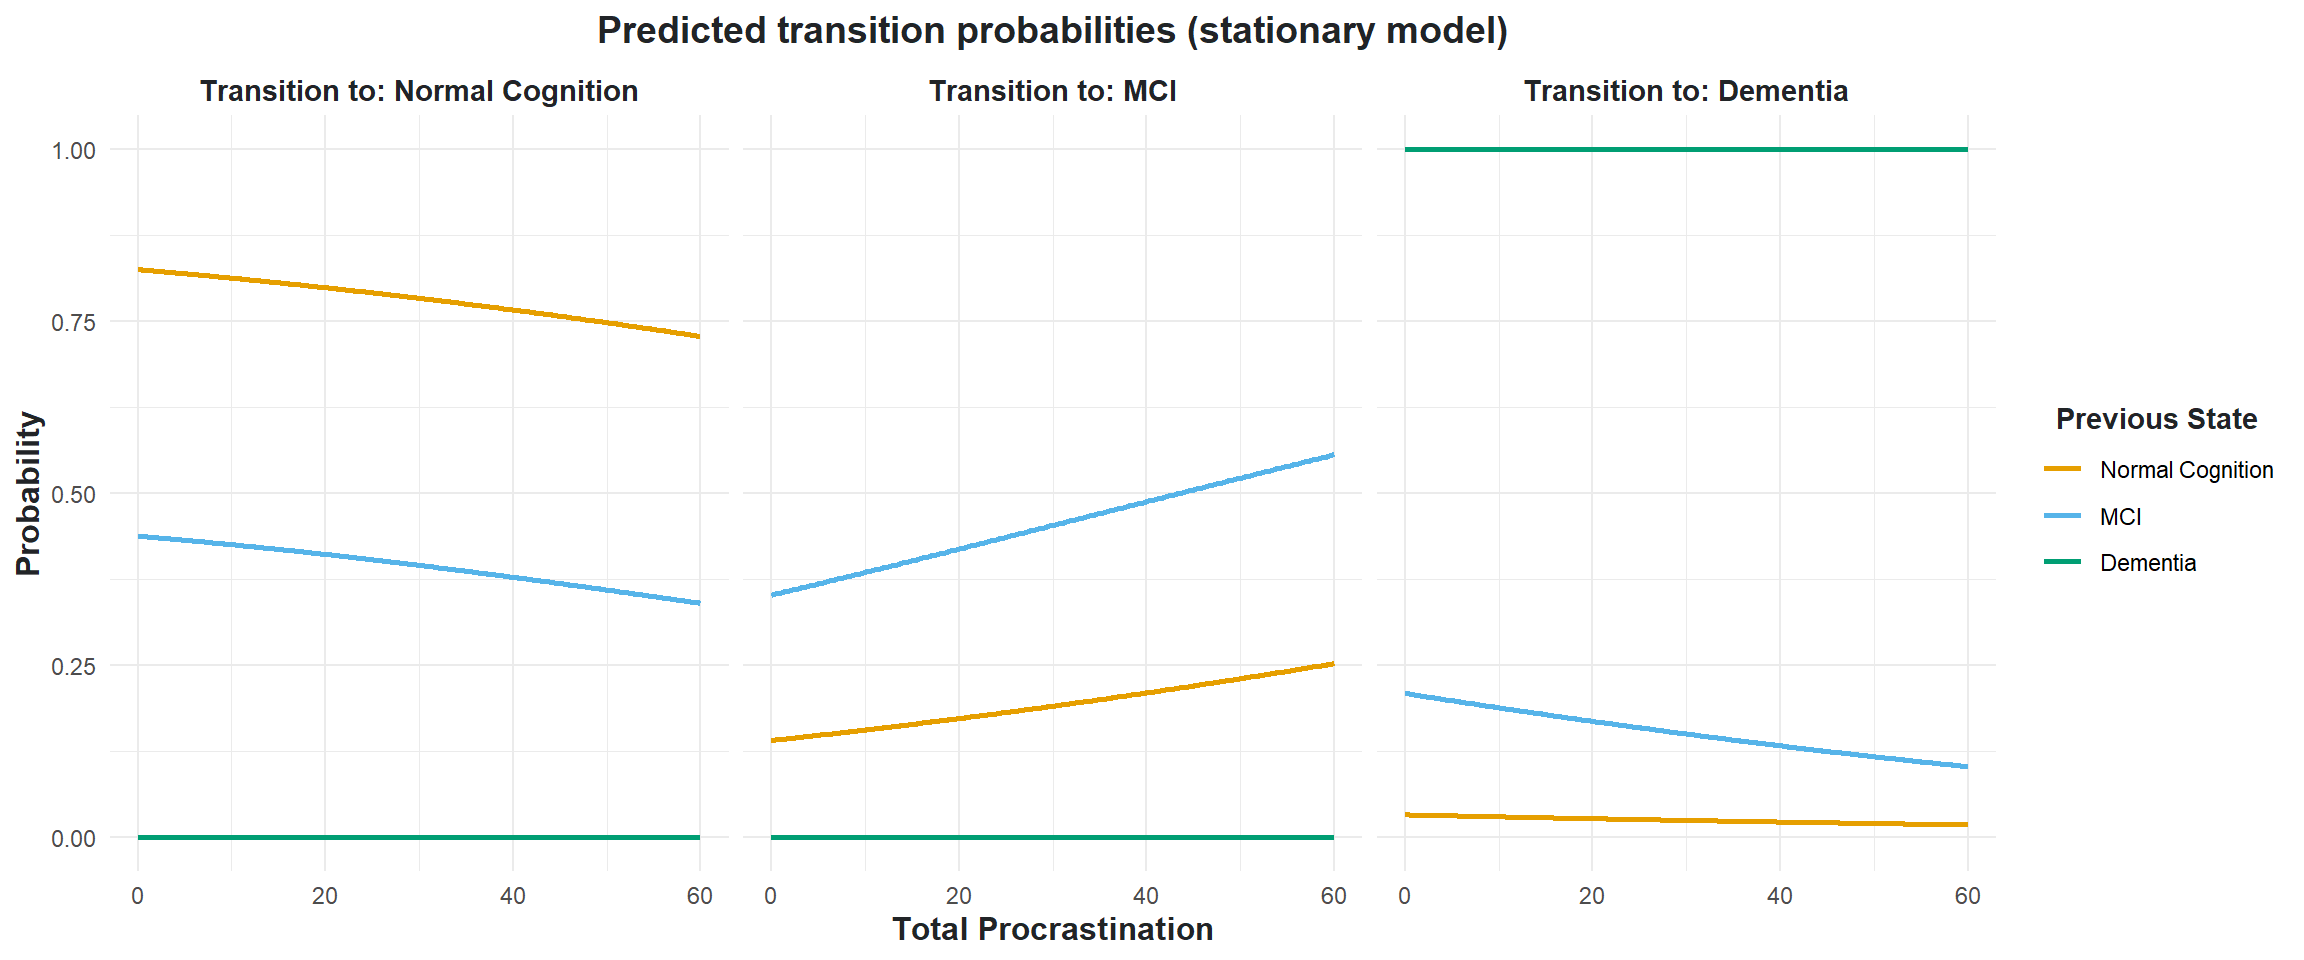 Predicted transition probabilities (stationary model)
Transition to: Normal Cognition
Transition to: MCI
Transition to: Dementia
Probability
1.00
0.75
0.50
0.25
0.00
0 20 40 60
0 20 40 60
0 20 40 60
Total Procrastination
Previous State
Normal Cognition
MCI
Dementia